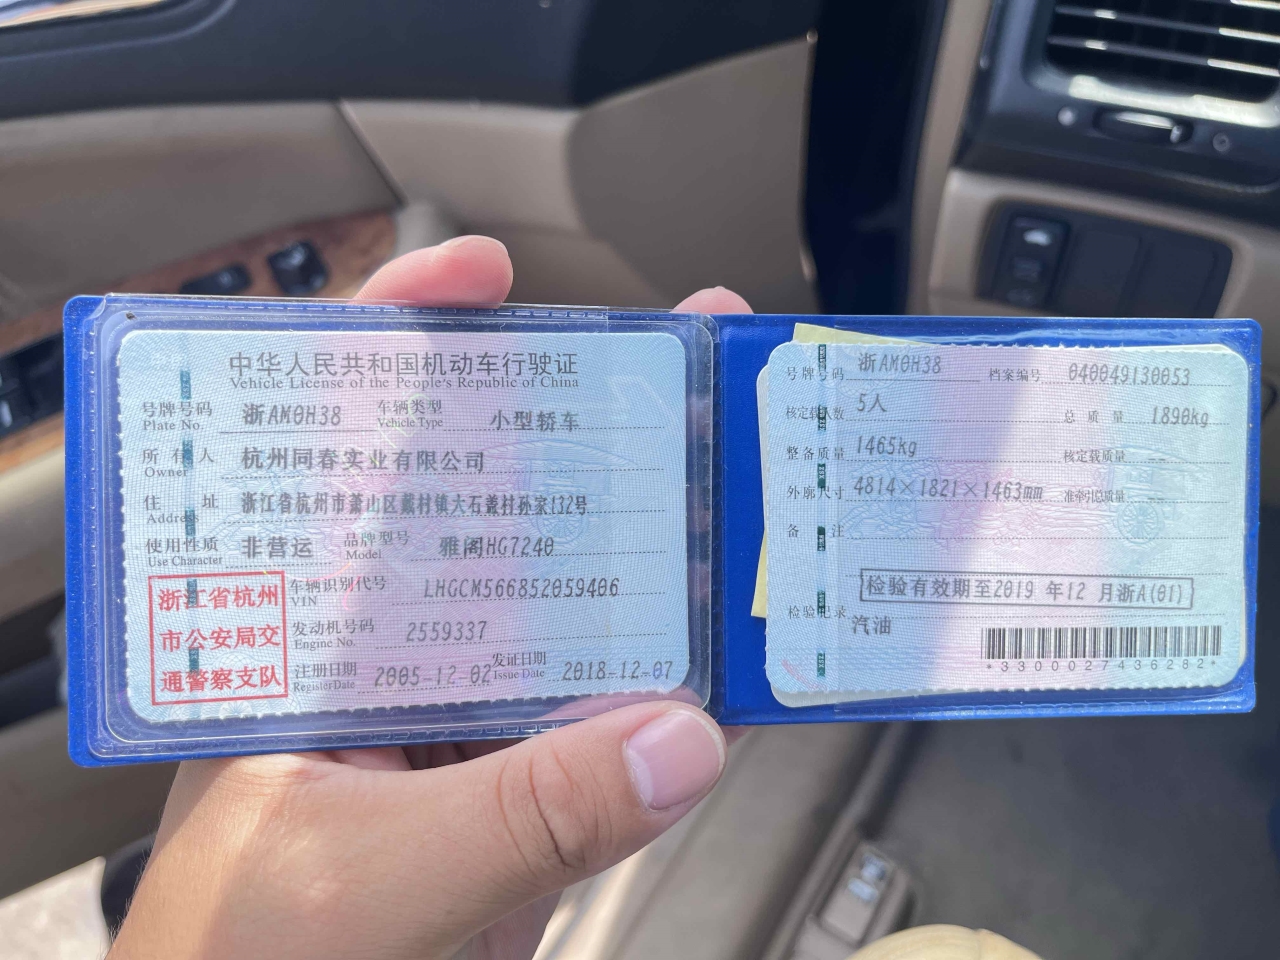 中华人民共和国机动车行驶证
Vehicle License of the People's Republic of China
号牌号码 浙AM0H38 车辆类型 小型轿车
Plate No. Vehicle Type
所有人 杭州同春实业有限公司
Owner
住址 浙江省杭州市萧山区戴村镇大石盖村孙家132号
Address
使用性质 非营运 品牌型号 雅阁HG7240
Use Character Model
浙江省杭州
市公安局交
通警察支队
车辆识别代号 LHGCM566852059406
VIN
发动机号码 2559337
Engine No.
注册日期 2005-12-02 发证日期 2018-12-07
Register Date Issue Date
号牌号码 浙AM0H38 档案编号 040049130053
核定载人数 5人 总质量 1890kg
整备质量 1465kg 核定载质量 --
外廓尺寸 4814×1821×1463mm 准牵引总质量 --
备注
检验有效期至2019 年12 月浙A(01)
检验记录
汽油
*3300027436282*